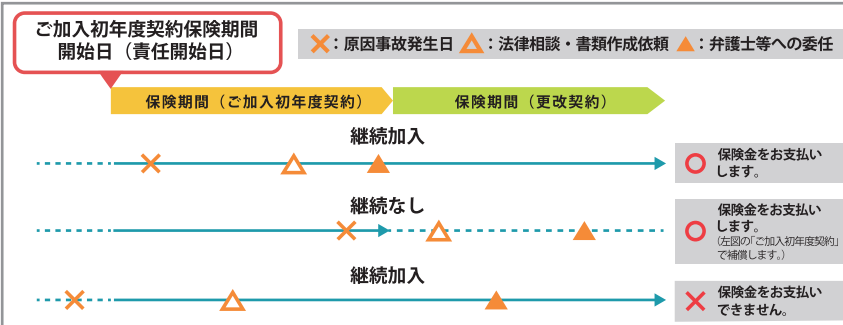 ご加入初年度契約保険期間
開始日（責任開始日）
：原因事故発生日 ：法律相談・書類作成依頼 ：弁護士等への委任
保険期間（ご加入初年度契約） 保険期間（更改契約）
継続加入
保険金をお支払い
します。
継続なし
保険金をお支払い
します。
（左図の「ご加入初年度契約」
で補償します。）
継続加入
保険金をお支払い
できません。